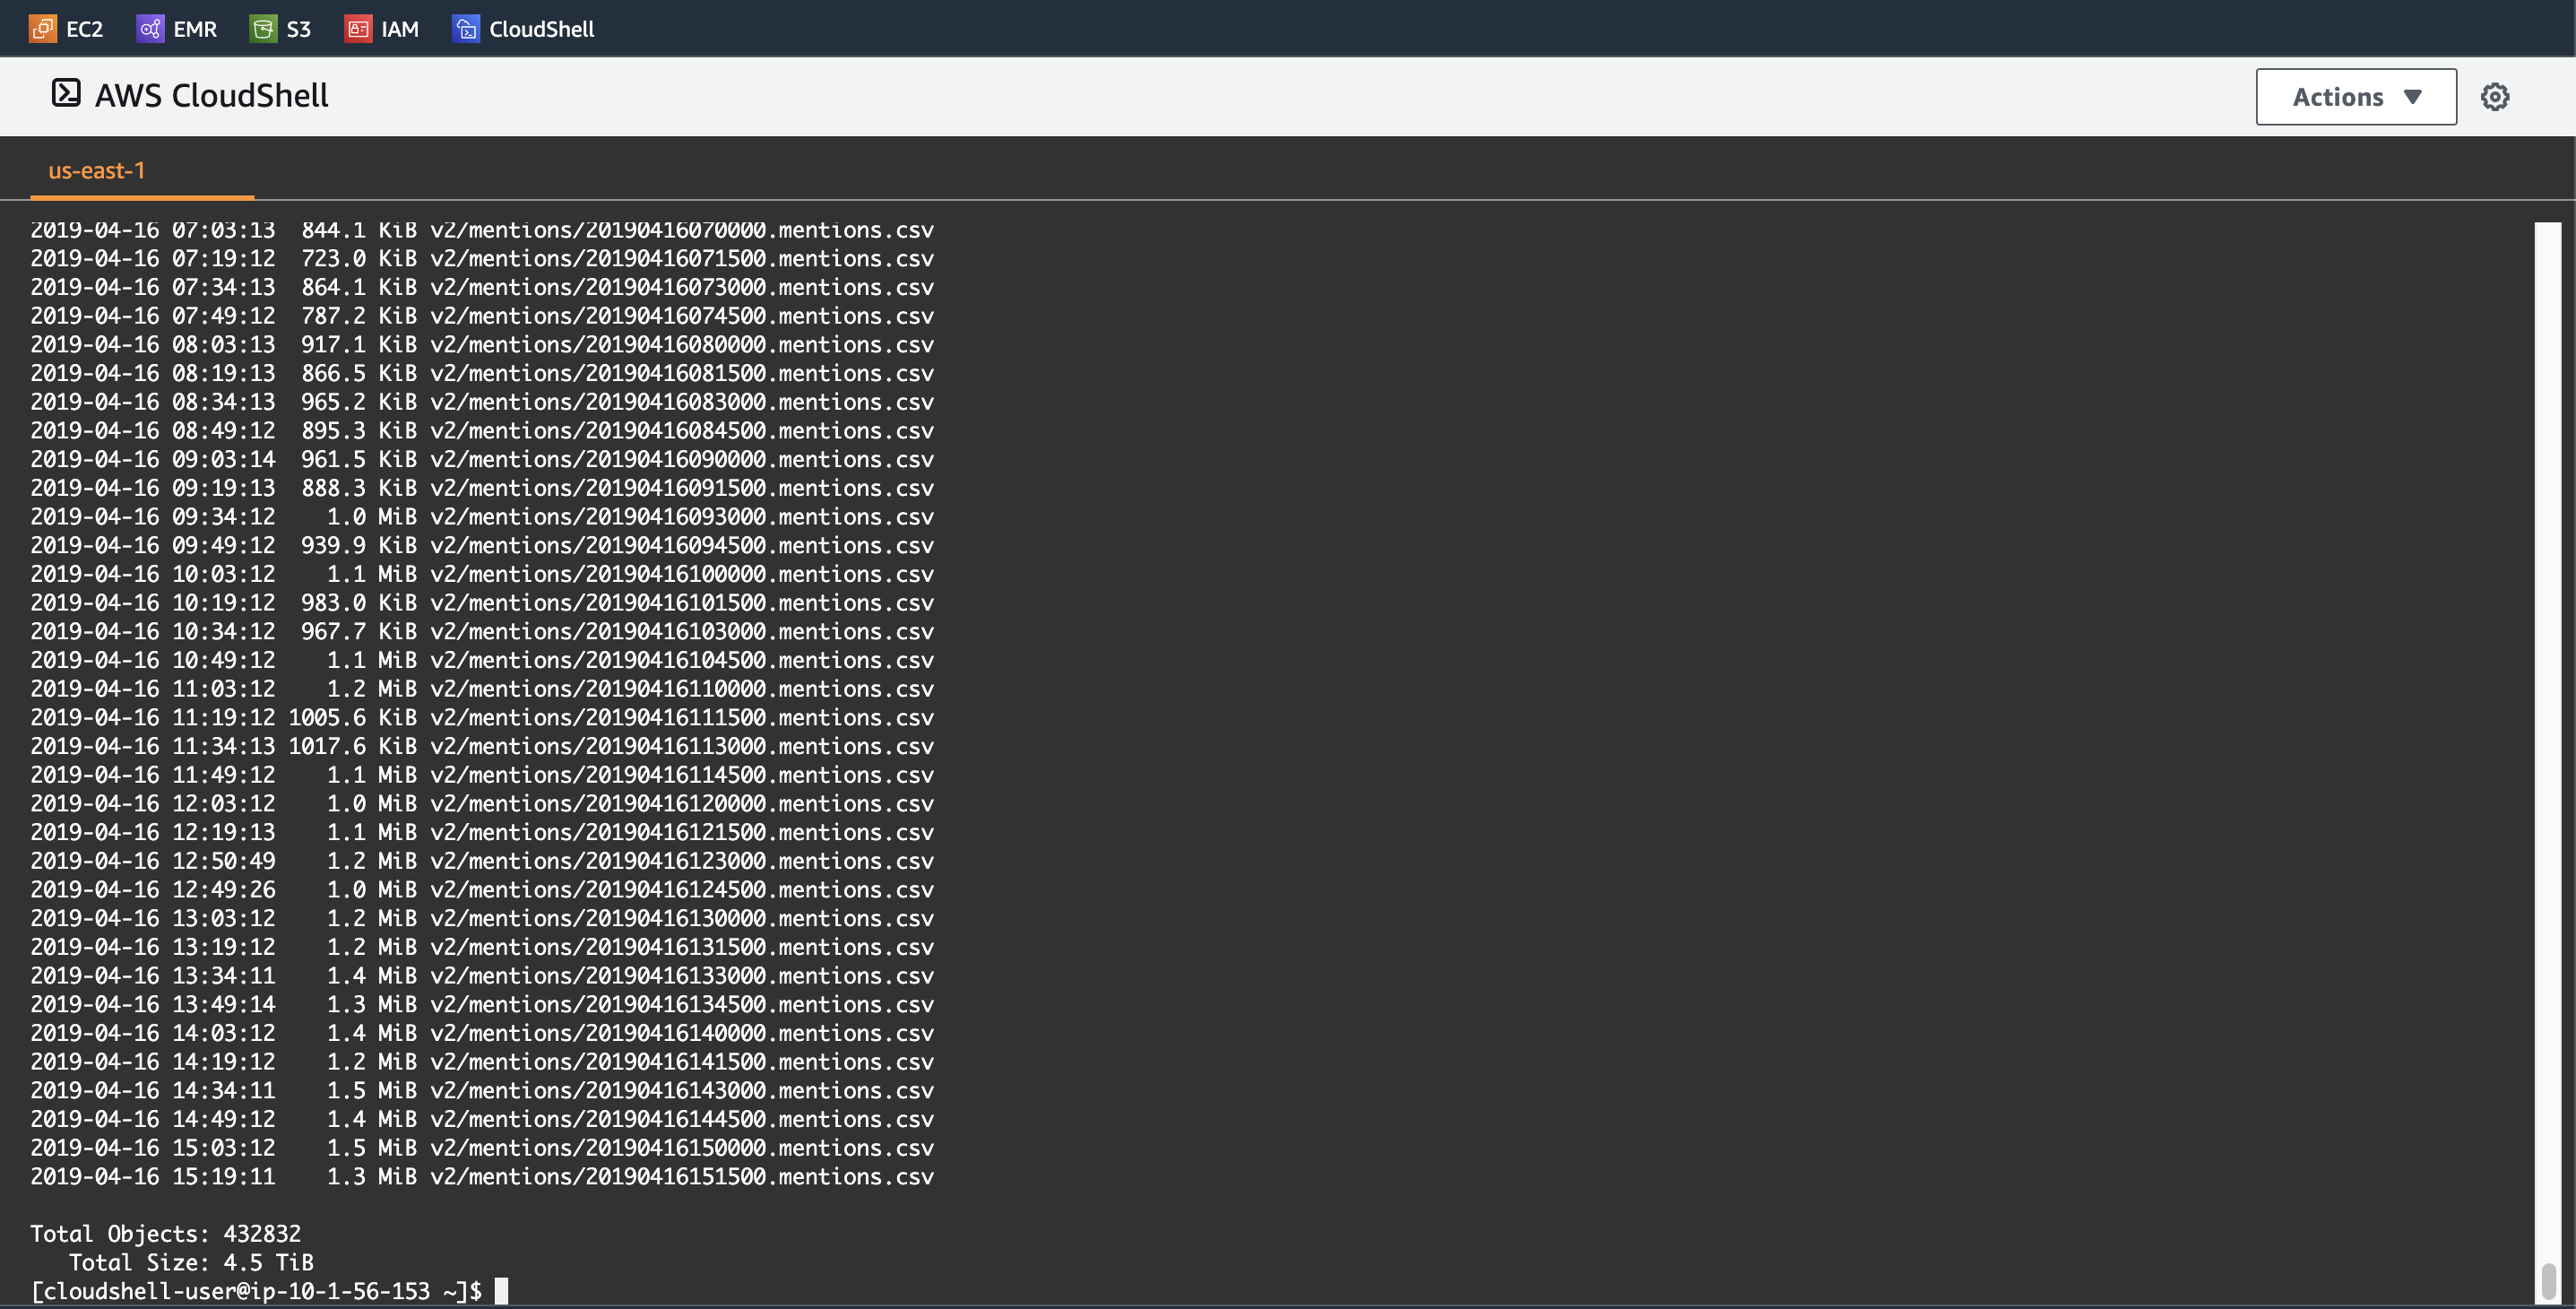 EC2 EMR S3 IAM CloudShell
AWS CloudShell Actions
us-east-1
2019-04-16 07:03:13  844.1 KiB v2/mentions/20190416070000.mentions.csv
2019-04-16 07:19:12  723.0 KiB v2/mentions/20190416071500.mentions.csv
2019-04-16 07:34:13  864.1 KiB v2/mentions/20190416073000.mentions.csv
2019-04-16 07:49:12  787.2 KiB v2/mentions/20190416074500.mentions.csv
2019-04-16 08:03:13  917.1 KiB v2/mentions/20190416080000.mentions.csv
2019-04-16 08:19:13  866.5 KiB v2/mentions/20190416081500.mentions.csv
2019-04-16 08:34:13  965.2 KiB v2/mentions/20190416083000.mentions.csv
2019-04-16 08:49:12  895.3 KiB v2/mentions/20190416084500.mentions.csv
2019-04-16 09:03:14  961.5 KiB v2/mentions/20190416090000.mentions.csv
2019-04-16 09:19:13  888.3 KiB v2/mentions/20190416091500.mentions.csv
2019-04-16 09:34:12    1.0 MiB v2/mentions/20190416093000.mentions.csv
2019-04-16 09:49:12  939.9 KiB v2/mentions/20190416094500.mentions.csv
2019-04-16 10:03:12    1.1 MiB v2/mentions/20190416100000.mentions.csv
2019-04-16 10:19:12  983.0 KiB v2/mentions/20190416101500.mentions.csv
2019-04-16 10:34:12  967.7 KiB v2/mentions/20190416103000.mentions.csv
2019-04-16 10:49:12    1.1 MiB v2/mentions/20190416104500.mentions.csv
2019-04-16 11:03:12    1.2 MiB v2/mentions/20190416110000.mentions.csv
2019-04-16 11:19:12 1005.6 KiB v2/mentions/20190416111500.mentions.csv
2019-04-16 11:34:13 1017.6 KiB v2/mentions/20190416113000.mentions.csv
2019-04-16 11:49:12    1.1 MiB v2/mentions/20190416114500.mentions.csv
2019-04-16 12:03:12    1.0 MiB v2/mentions/20190416120000.mentions.csv
2019-04-16 12:19:13    1.1 MiB v2/mentions/20190416121500.mentions.csv
2019-04-16 12:50:49    1.2 MiB v2/mentions/20190416123000.mentions.csv
2019-04-16 12:49:26    1.0 MiB v2/mentions/20190416124500.mentions.csv
2019-04-16 13:03:12    1.2 MiB v2/mentions/20190416130000.mentions.csv
2019-04-16 13:19:12    1.2 MiB v2/mentions/20190416131500.mentions.csv
2019-04-16 13:34:11    1.4 MiB v2/mentions/20190416133000.mentions.csv
2019-04-16 13:49:14    1.3 MiB v2/mentions/20190416134500.mentions.csv
2019-04-16 14:03:12    1.4 MiB v2/mentions/20190416140000.mentions.csv
2019-04-16 14:19:12    1.2 MiB v2/mentions/20190416141500.mentions.csv
2019-04-16 14:34:11    1.5 MiB v2/mentions/20190416143000.mentions.csv
2019-04-16 14:49:12    1.4 MiB v2/mentions/20190416144500.mentions.csv
2019-04-16 15:03:12    1.5 MiB v2/mentions/20190416150000.mentions.csv
2019-04-16 15:19:11    1.3 MiB v2/mentions/20190416151500.mentions.csv
Total Objects: 432832
Total Size: 4.5 TiB
[cloudshell-user@ip-10-1-56-153 ~]$